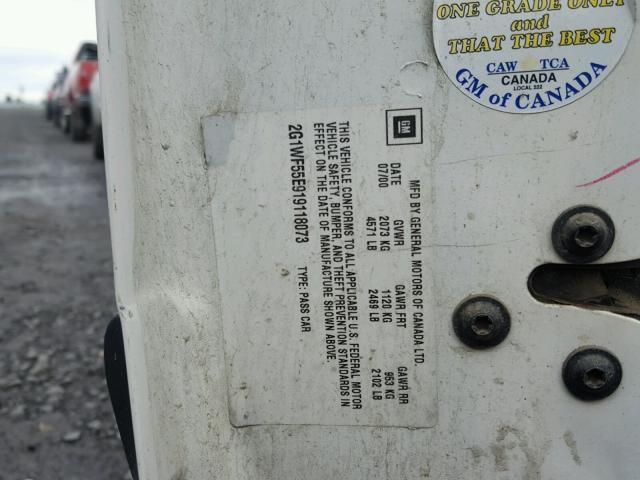 ONE GRADE ONLY
and
THAT THE BEST
CAW TCA
CANADA
LOCAL 222
GM of CANADA
GM
MFD BY GENERAL MOTORS OF CANADA LTD.
DATE GVWR GAWR FRT GAWR RR
07/00 2073 KG 1120 KG 953 KG
4571 LB 2469 LB 2102 LB
THIS VEHICLE CONFORMS TO ALL APPLICABLE U.S. FEDERAL MOTOR
VEHICLE SAFETY, BUMPER, AND THEFT PREVENTION STANDARDS IN
EFFECT ON THE DATE OF MANUFACTURE SHOWN ABOVE.
2G1WF55E919118073 TYPE: PASS CAR